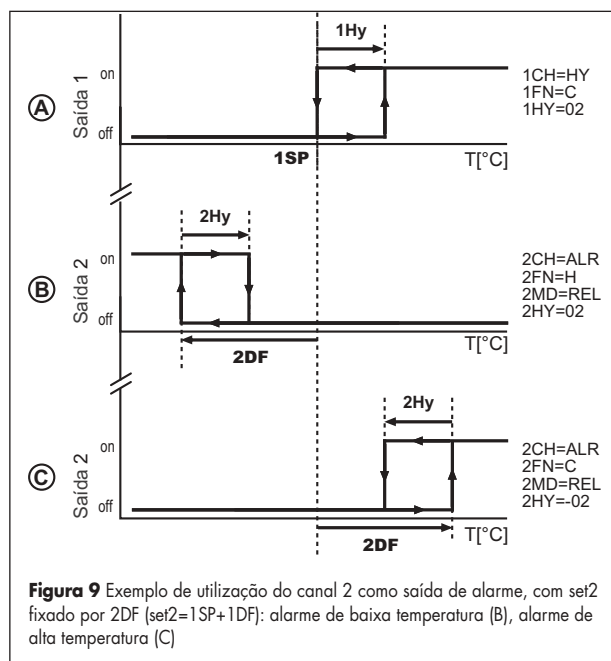 1Hy
A
Saída 1
on
off
1SP
T[°C]
1CH=HY
1FN=C
1HY=02
2Hy
B
Saída 2
on
off
2DF
T[°C]
2CH=ALR
2FN=H
2MD=REL
2HY=02
2Hy
C
Saída 2
on
off
2DF
T[°C]
2CH=ALR
2FN=C
2MD=REL
2HY=-02
Figura 9 Exemplo de utilização do canal 2 como saída de alarme, com set2
fixado por 2DF (set2=1SP+1DF): alarme de baixa temperatura (B), alarme de
alta temperatura (C)